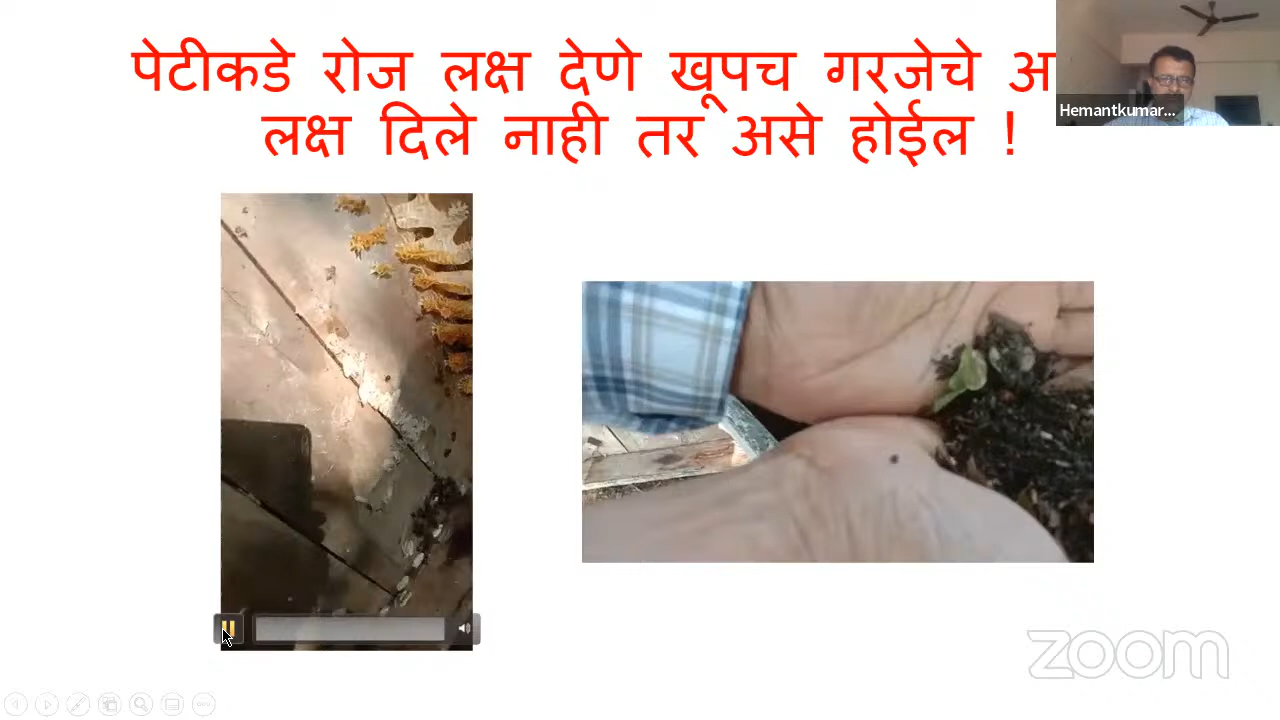 पेटीकडे रोज लक्ष देणे खूपच गरजेचे
लक्ष दिले नाही तर असे होईल !
Hemantkumar...
zoom